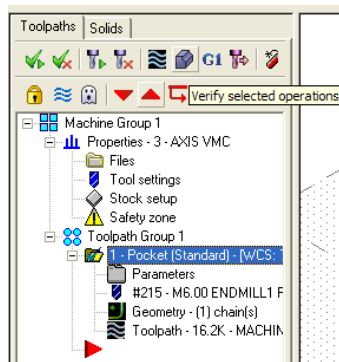 Toolpaths Solids
G1
Verify selected operations
Machine Group 1
Properties - 3 - AXIS VMC
Files
Tool settings
Stock setup
Safety zone
Toolpath Group 1
1 - Pocket (Standard) - [WCS:
Parameters
#215 - M6.00 ENDMILL1 F
Geometry - (1) chain(s)
Toolpath - 16.2K - MACHIN